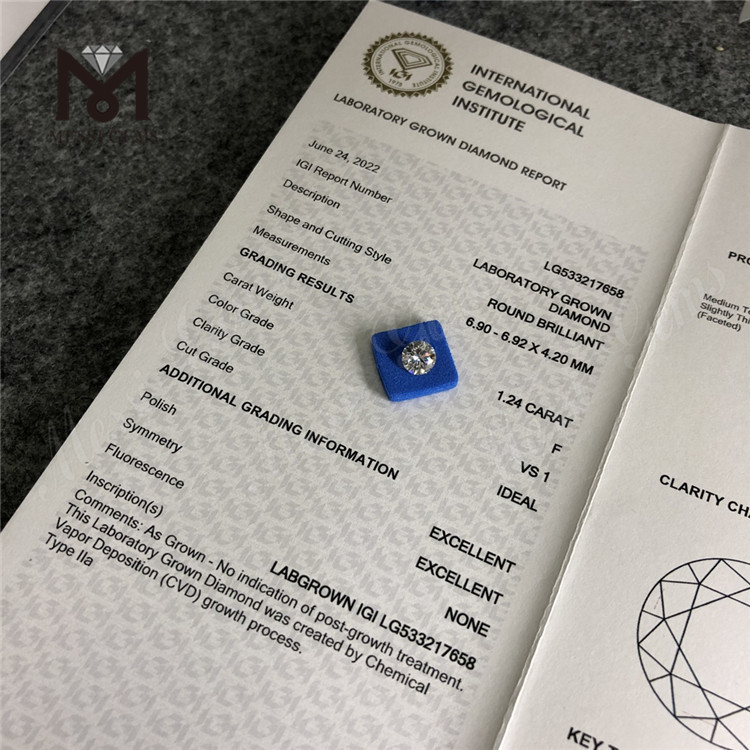 INTERNATIONAL
GEMOLOGICAL
INSTITUTE
IGI
1975
LABORATORY GROWN DIAMOND REPORT
June 24, 2022
IGI Report Number LG533217658
Description LABORATORY GROWN
DIAMOND
Shape and Cutting Style ROUND BRILLIANT
Measurements 6.90 - 6.92 X 4.20 MM
GRADING RESULTS
Carat Weight 1.24 CARAT
Color Grade F
Clarity Grade VS 1
Cut Grade IDEAL
ADDITIONAL GRADING INFORMATION
Polish EXCELLENT
Symmetry EXCELLENT
Fluorescence NONE
Inscription(s) LABGROWN IGI LG533217658
Comments: As Grown - No indication of post-growth treatment.
This Laboratory Grown Diamond was created by Chemical
Vapor Deposition (CVD) growth process.
Type IIa
PRO
Medium
Slightly
(Faceted)
CLARITY CHA
KEY